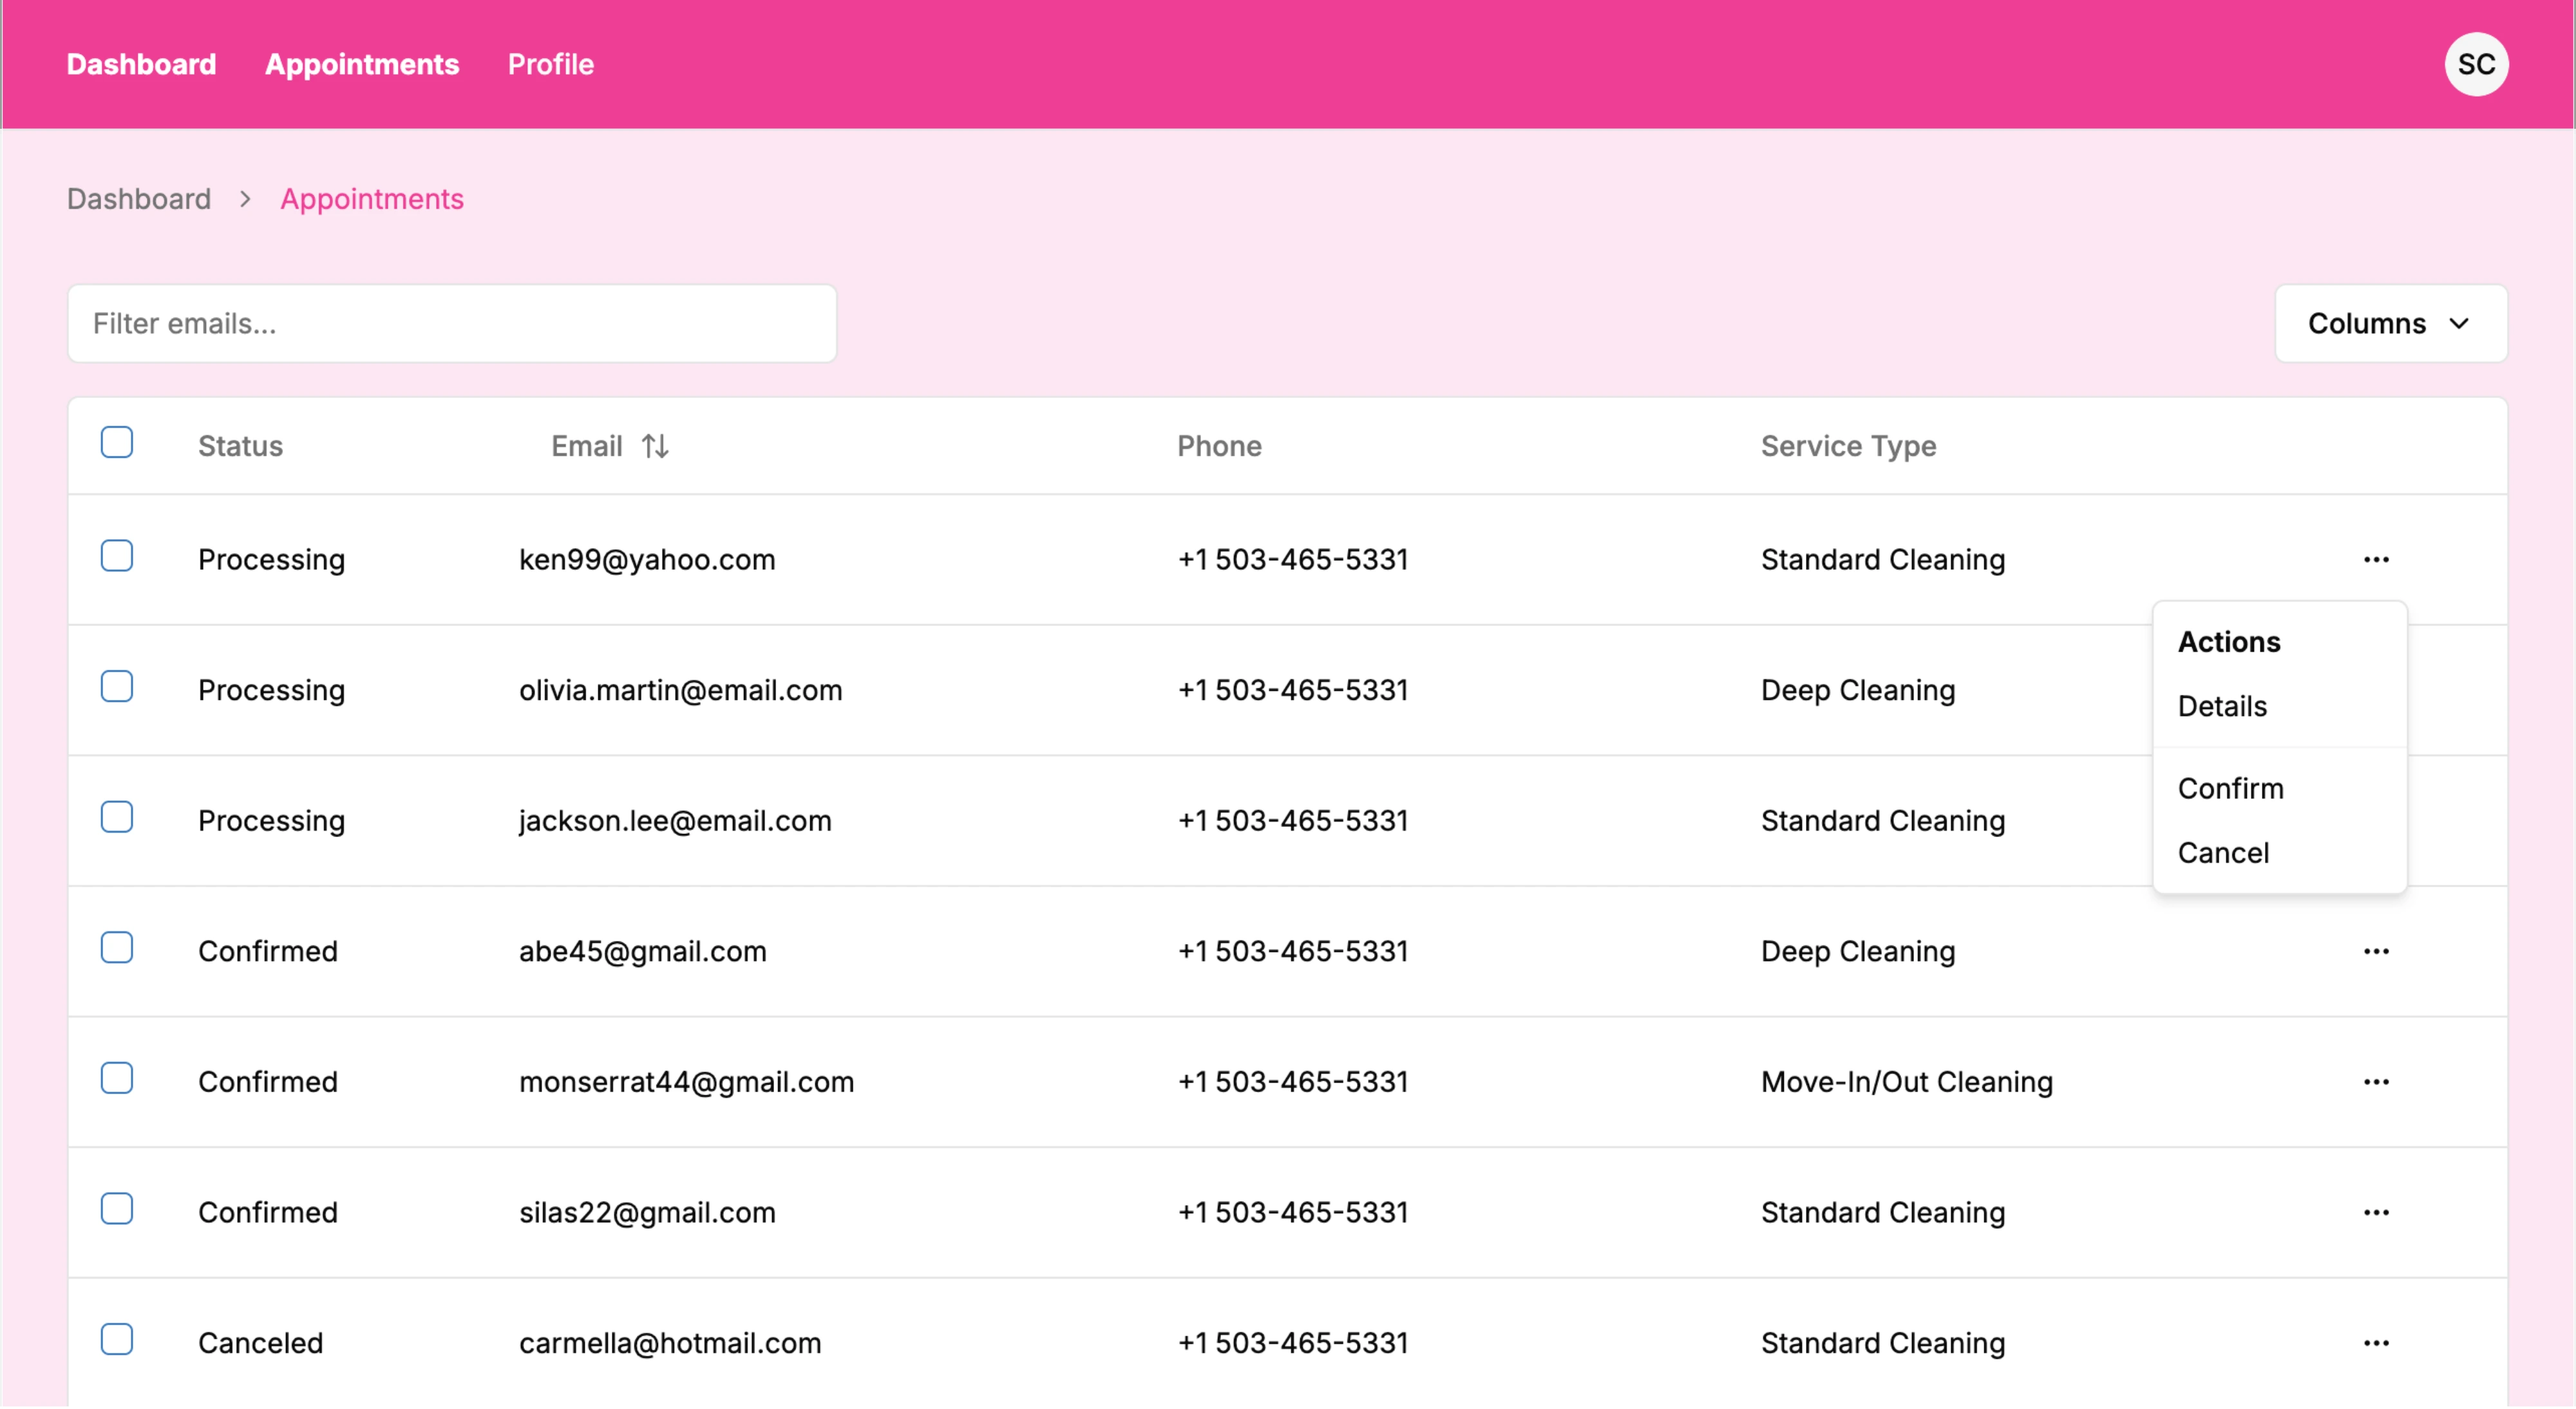 Dashboard Appointments Profile SC
Dashboard > Appointments
Filter emails... Columns
Status Email Phone Service Type
Processing ken99@yahoo.com +1 503-465-5331 Standard Cleaning ...
Actions
Processing olivia.martin@email.com +1 503-465-5331 Deep Cleaning
Details
Confirm
Processing jackson.lee@email.com +1 503-465-5331 Standard Cleaning
Cancel
Confirmed abe45@gmail.com +1 503-465-5331 Deep Cleaning ...
Confirmed monserrat44@gmail.com +1 503-465-5331 Move-In/Out Cleaning ...
Confirmed silas22@gmail.com +1 503-465-5331 Standard Cleaning ...
Canceled carmella@hotmail.com +1 503-465-5331 Standard Cleaning ...